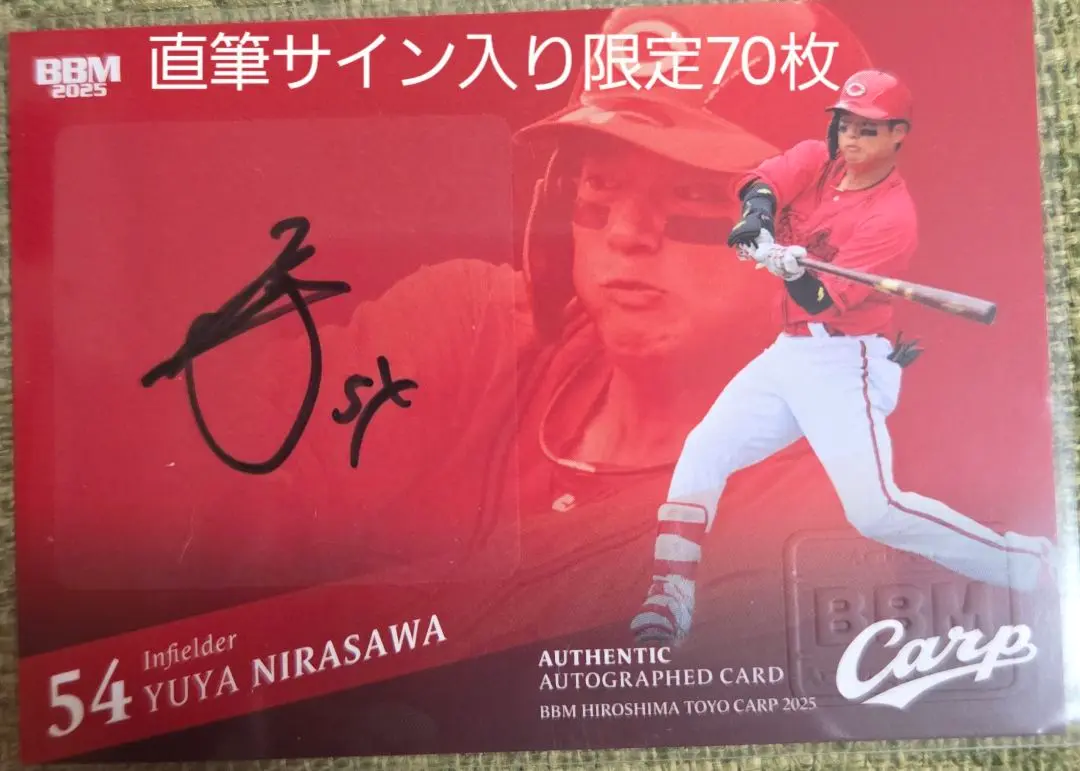 BBM
2025
直筆サイン入り限定70枚
54
Infielder
54 YUYA NIRASAWA
AUTHENTIC
AUTOGRAPHED CARD
BBM HIROSHIMA TOYO CARP 2025
BBM
Carp